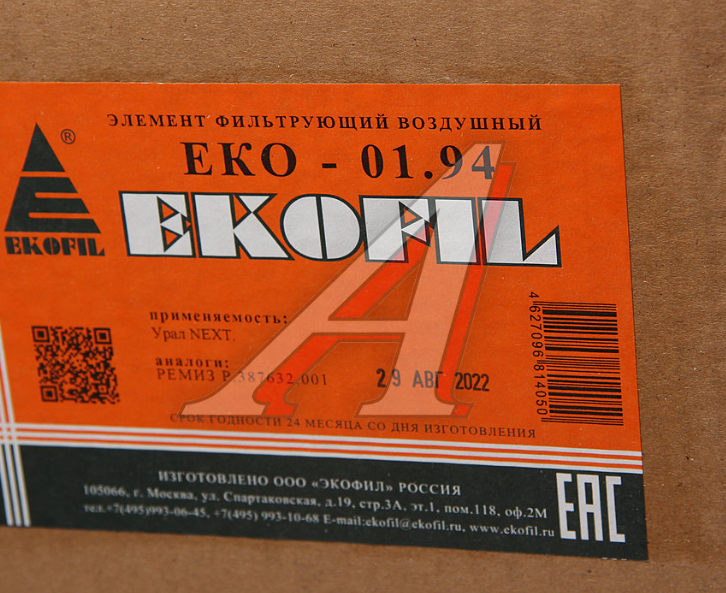 ЭЛЕМЕНТ ФИЛЬТРУЮЩИЙ ВОЗДУШНЫЙ
ЕКО - 01.94
®
EKOFIL
EKOFIL
применяемость:
Урал NEXT.
аналоги:
РЕМИЗ Р.387632.001
29 АВГ 2022
4627096814050
СРОК ГОДНОСТИ 24 МЕСЯЦА СО ДНЯ ИЗГОТОВЛЕНИЯ
ИЗГОТОВЛЕНО ООО «ЭКОФИЛ» РОССИЯ
105066, г. Москва, ул. Спартаковская, д.19, стр.3А, эт.1, пом.118, оф.2М
тел.+7(495)993-06-45, +7(495) 993-10-68 E-mail:ekofil@ekofil.ru, www.ekofil.ru
EAC